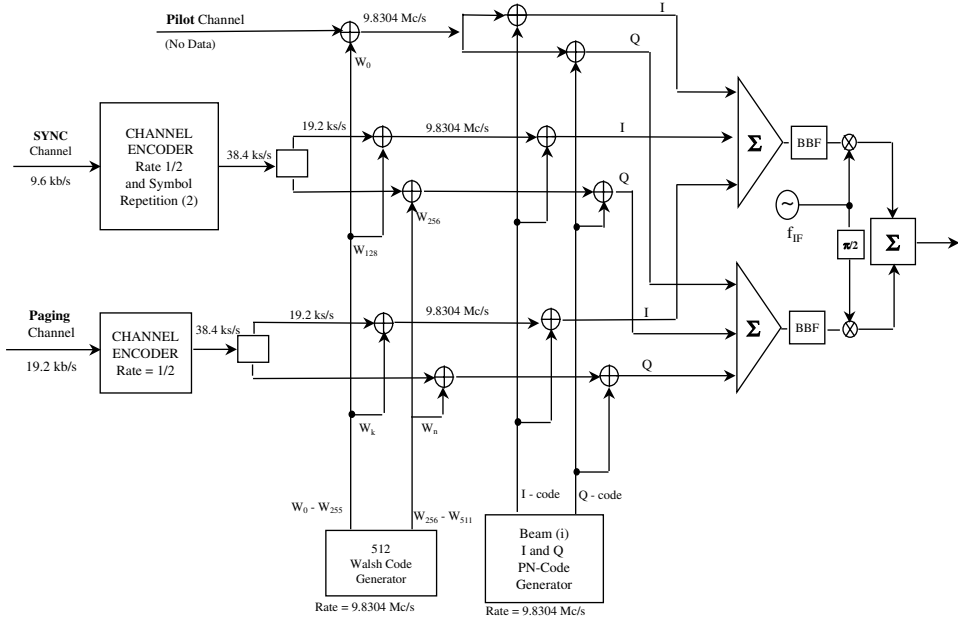 Pilot Channel
(No Data)
9.8304 Mc/s
I
Q
W0
SYNC
Channel
9.6 kb/s
CHANNEL
ENCODER
Rate 1/2
and Symbol
Repetition (2)
38.4 ks/s
19.2 ks/s
9.8304 Mc/s
I
Q
W256
W128
Σ
BBF
~
fIF
π/2
Σ
Paging
Channel
19.2 kb/s
CHANNEL
ENCODER
Rate = 1/2
38.4 ks/s
19.2 ks/s
9.8304 Mc/s
I
Q
Σ
BBF
Wk
Wn
W0 - W255
W256 - W511
I - code
Q - code
512
Walsh Code
Generator
Rate = 9.8304 Mc/s
Beam (i)
I and Q
PN-Code
Generator
Rate = 9.8304 Mc/s